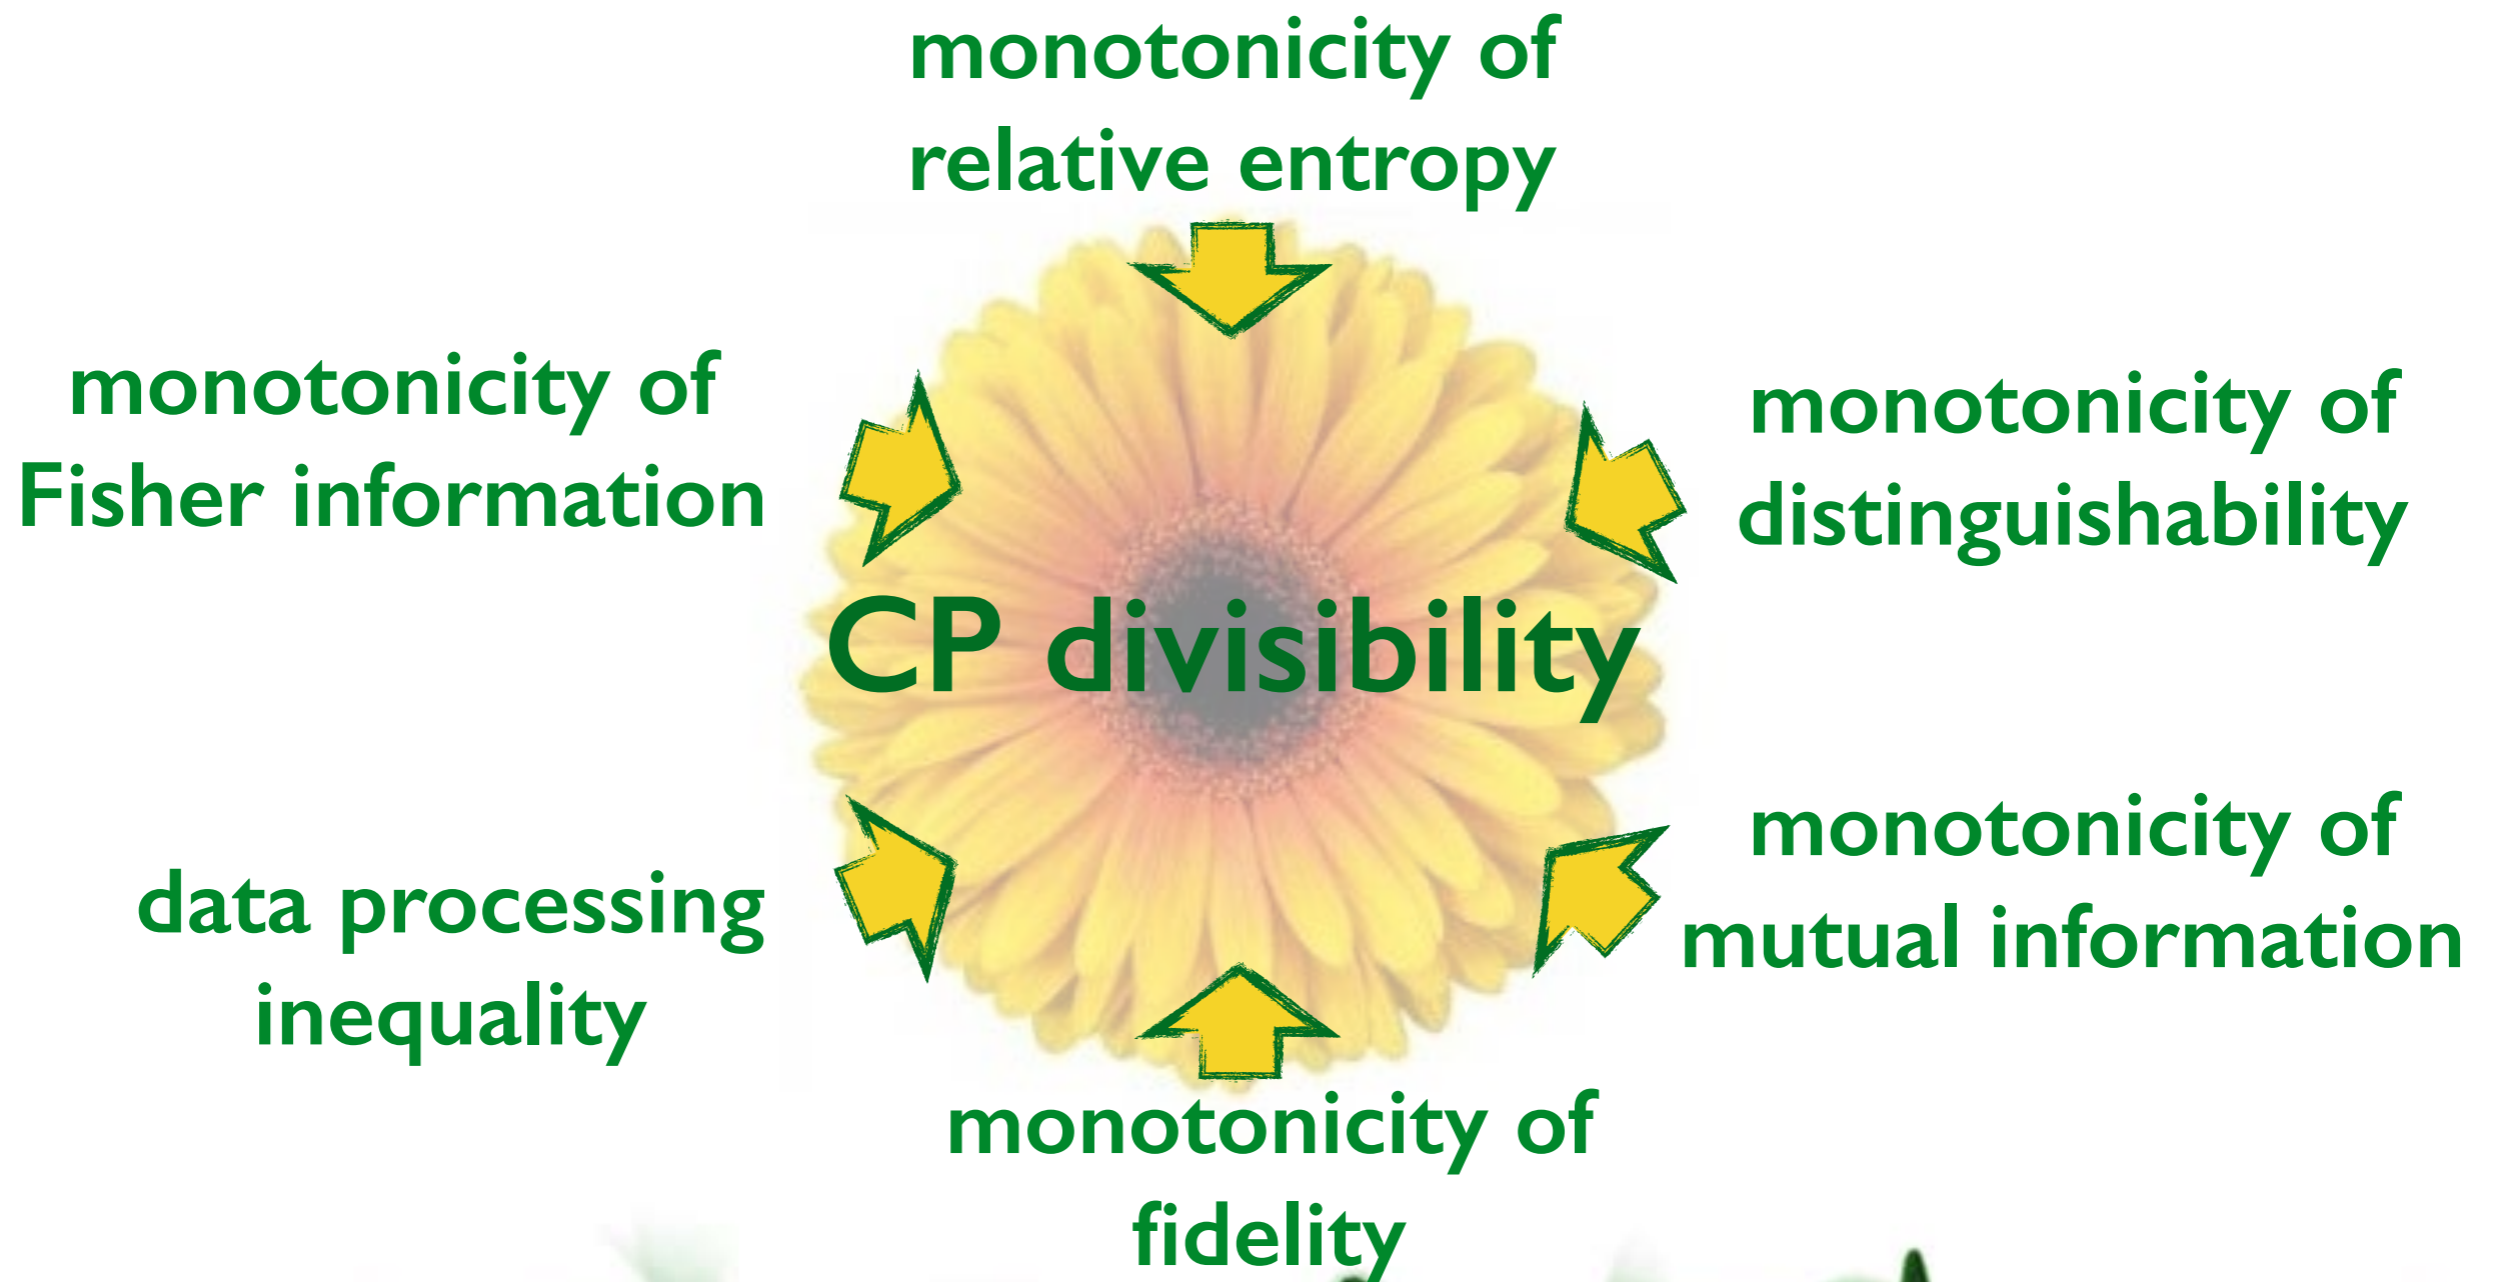 monotonicity of
relative entropy
monotonicity of
Fisher information
monotonicity of
distinguishability
CP divisibility
data processing
inequality
monotonicity of
mutual information
monotonicity of
fidelity